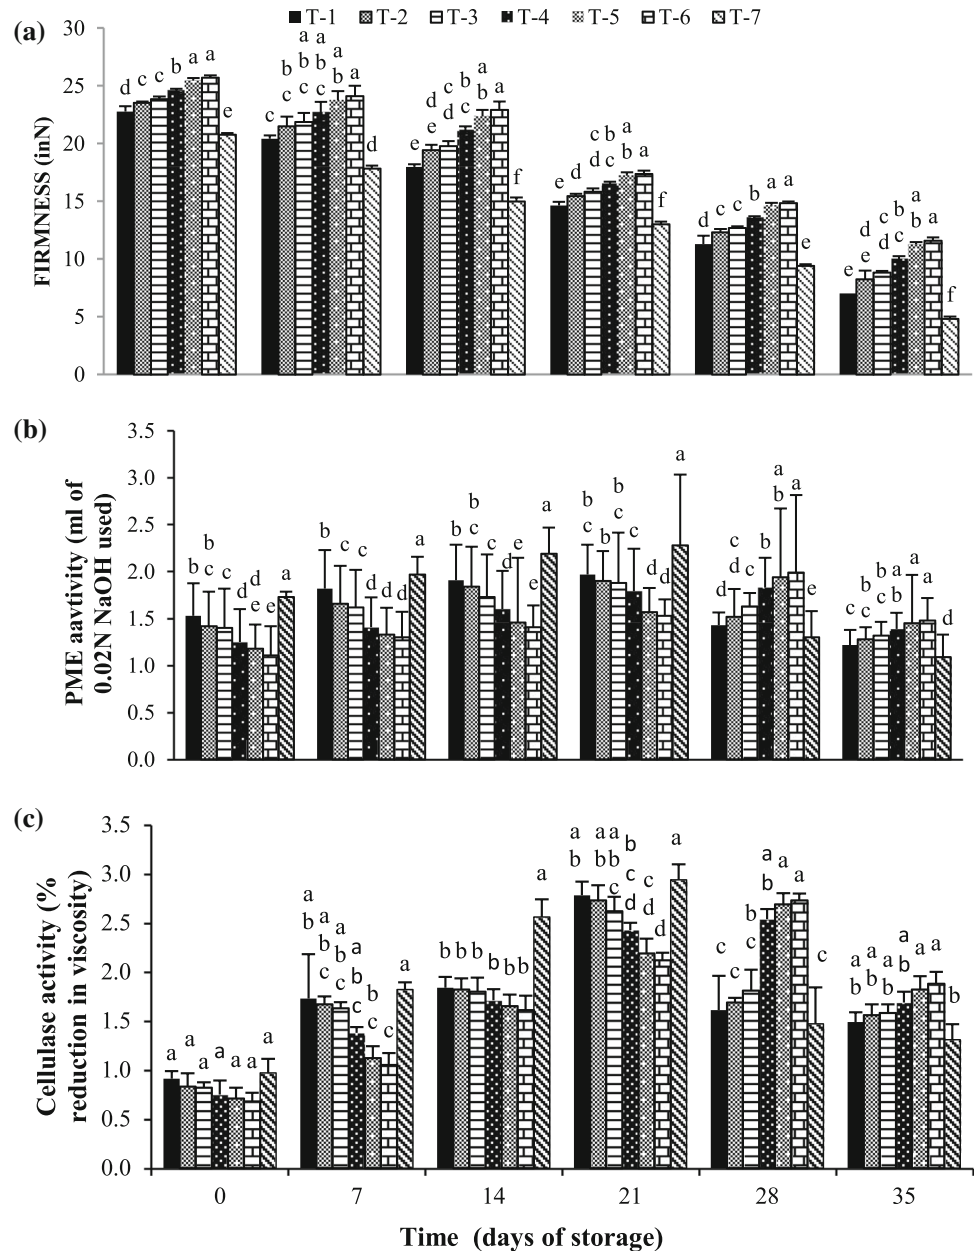 (a)
T-1 T-2 T-3 T-4 T-5 T-6 T-7
FIRMNESS (inN)
30
25
20
15
10
5
0
d c c b a a e
c b c a b c a b c a b a d
e d e c d b c a b a f
e d c d b c a b a f
d c c b a a e
e d e c d b c a b a f
(b)
PME aavtivity (ml of
0.02N NaOH used)
3.5
3.0
2.5
2.0
1.5
1.0
0.5
0.0
b b c c d d e e a
b c c d d d a
b b c c d e e a
b c b b c b d d a
c d c d c b a b a e
c b c b c b a a a d
(c)
Cellulase activity (%
reduction in viscosity)
3.5
3.0
2.5
2.0
1.5
1.0
0.5
0.0
a a a a a a a
a b a b c a b c a b c b c c a
b b b b b b a
a b a b a b c b c d c d d a
c c c a b a a c
a b a b a b a b a a b
0 7 14 21 28 35
Time (days of storage)